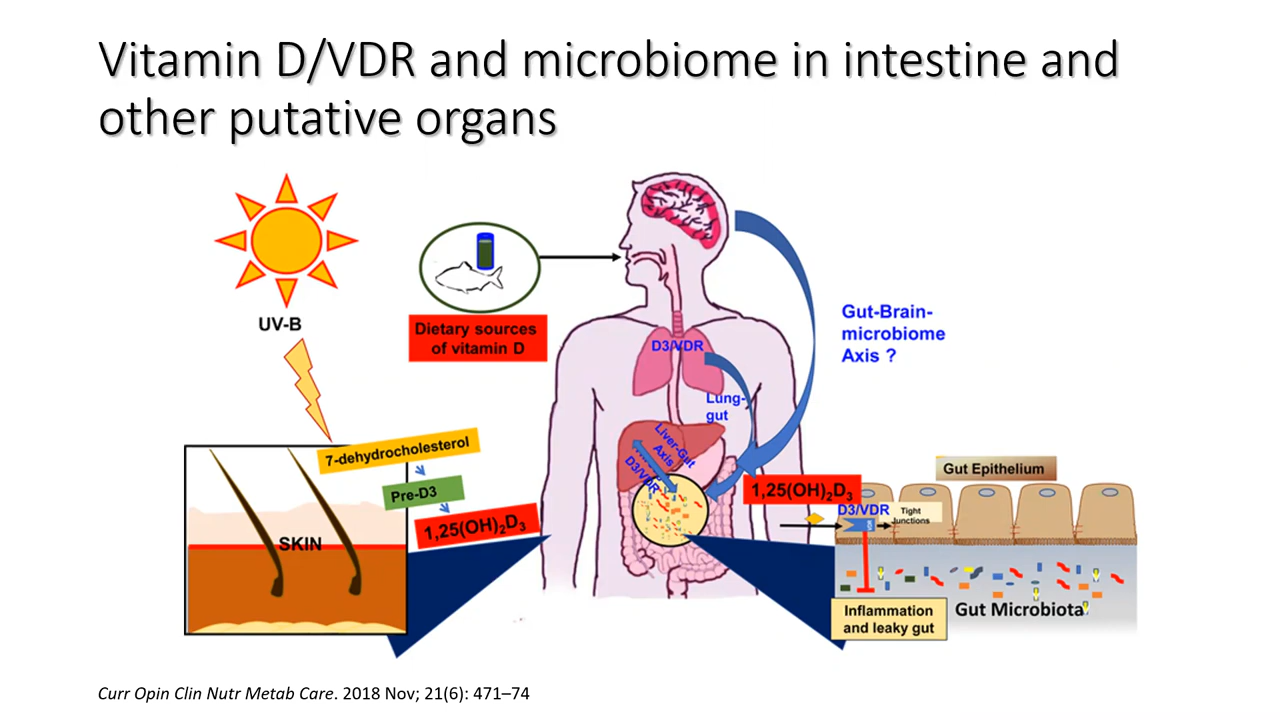 Vitamin D/VDR and microbiome in intestine and
other putative organs
UV-B
Dietary sources
of vitamin D
D3/VDR
Gut-Brain-
microbiome
Axis ?
Lung-
gut
Liver-Gut
Axis
D3/VDR
7-dehydrocholesterol
Pre-D3
1,25(OH)₂D₃
SKIN
1,25(OH)₂D₃
Gut Epithelium
D3/VDR
Tight
Junctions
Inflammation
and leaky gut
Gut Microbiota
Curr Opin Clin Nutr Metab Care. 2018 Nov; 21(6): 471–74